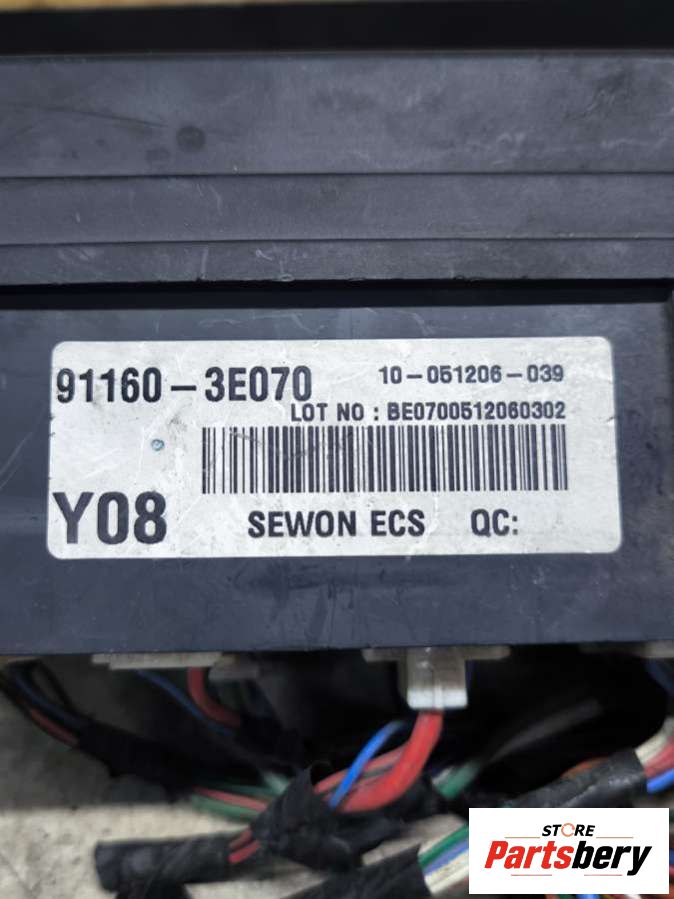 91160-3E070
10-051206-039
LOT NO : BE0700512060302
Y08
SEWON ECS QC:
STORE
Partsbery